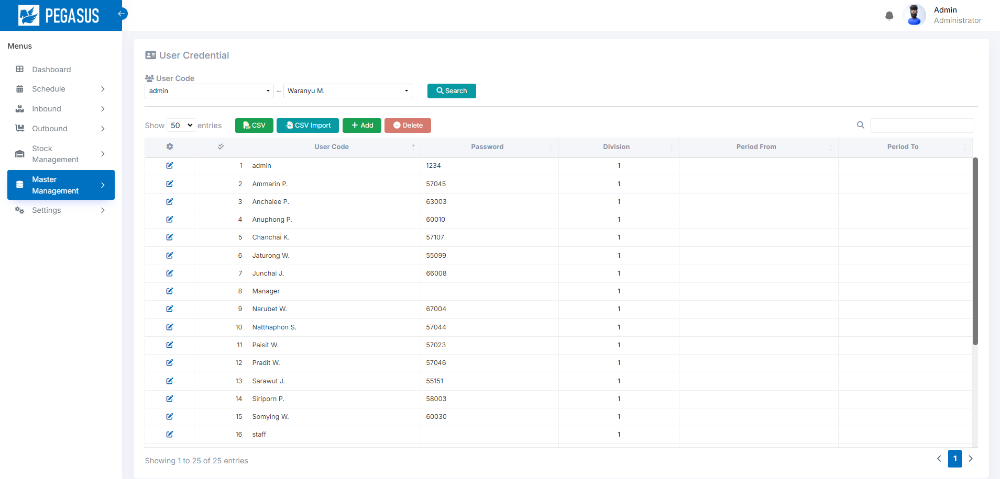 PEGASUS
Admin
Administrator
Menus
Dashboard
Schedule
Inbound
Outbound
Stock
Management
Master
Management
Settings
User Credential
User Code
admin ~ Waranyu M. Search
Show 50 entries CSV CSV Import Add Delete
User Code Password Division Period From Period To
1 admin 1234 1
2 Ammarin P. 57045 1
3 Anchalee P. 63003 1
4 Anuphong P. 60010 1
5 Chanchai K. 57107 1
6 Jaturong W. 55099 1
7 Junchai J. 66008 1
8 Manager 1
9 Narubet W. 67004 1
10 Natthaphon S. 57044 1
11 Paisit W. 57023 1
12 Pradit W. 57046 1
13 Sarawut J. 55151 1
14 Siriporn P. 58003 1
15 Somying W. 60030 1
16 staff 1
Showing 1 to 25 of 25 entries
1